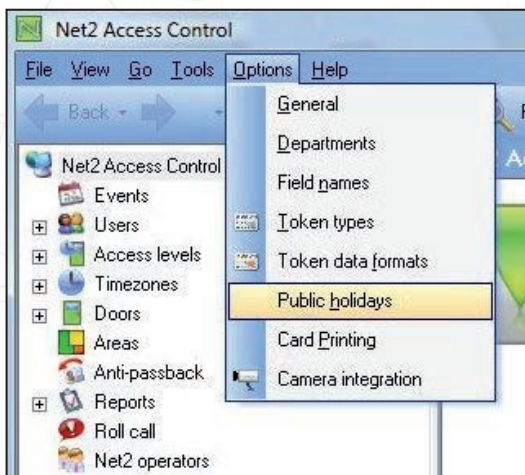 Net2 Access Control
File View Go Tools Options Help
Back
General
Departments
Field names
Token types
Token data formats
Public holidays
Card Printing
Camera integration
Net2 Access Control
Events
Users
Access levels
Timezones
Doors
Areas
Anti-passback
Reports
Roll call
Net2 operators